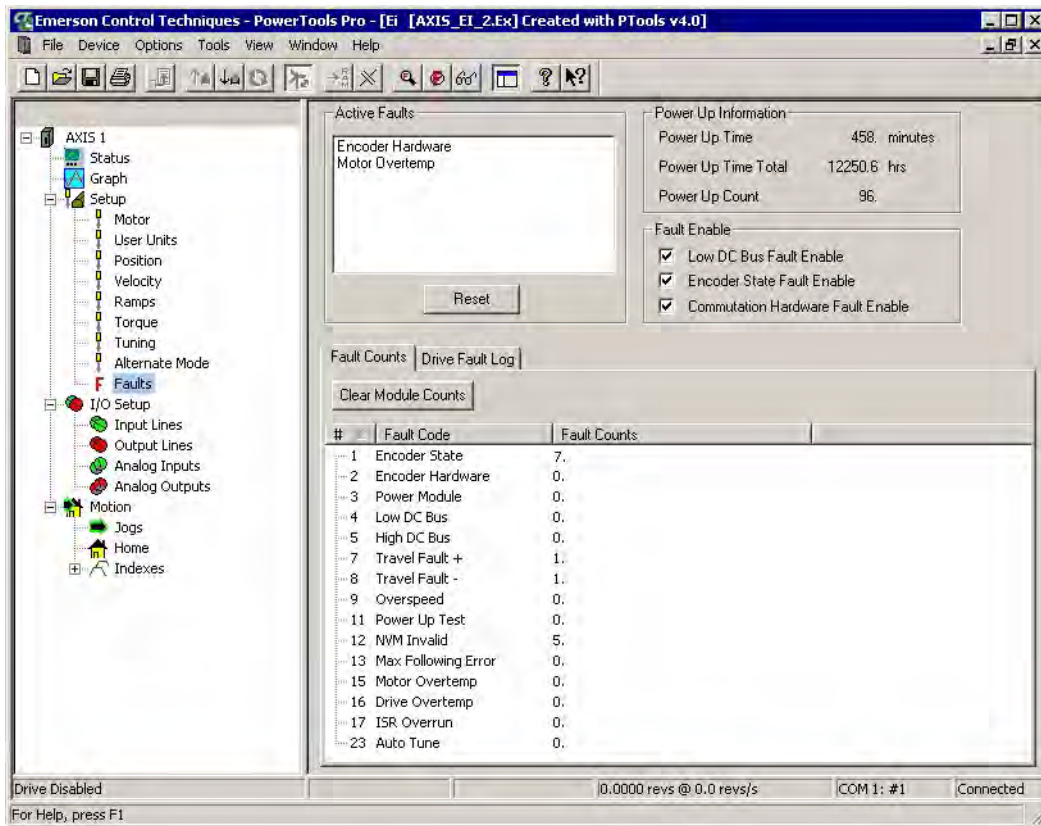 Emerson Control Techniques - PowerTools Pro - [Ei [AXIS_EI_2.Ex] Created with PTools v4.0]
File Device Options Tools View Window Help
AXIS 1
Status
Graph
Setup
Motor
User Units
Position
Velocity
Ramps
Torque
Tuning
Alternate Mode
F Faults
I/O Setup
Input Lines
Output Lines
Analog Inputs
Analog Outputs
Motion
Jogs
Home
Indexes
Active Faults
Encoder Hardware
Motor Overtemp
Reset
Power Up Information
Power Up Time 458. minutes
Power Up Time Total 12250.6 hrs
Power Up Count 96.
Fault Enable
Low DC Bus Fault Enable
Encoder State Fault Enable
Commutation Hardware Fault Enable
Fault Counts Drive Fault Log
Clear Module Counts
# Fault Code Fault Counts
1 Encoder State 7.
2 Encoder Hardware 0.
3 Power Module 0.
4 Low DC Bus 0.
5 High DC Bus 0.
7 Travel Fault + 1.
8 Travel Fault - 1.
9 Overspeed 0.
11 Power Up Test 0.
12 NVM Invalid 5.
13 Max Following Error 0.
15 Motor Overtemp 0.
16 Drive Overtemp 0.
17 ISR Overrun 0.
23 Auto Tune 0.
Drive Disabled 0.0000 revs @ 0.0 revs/s COM 1: #1 Connected
For Help, press F1